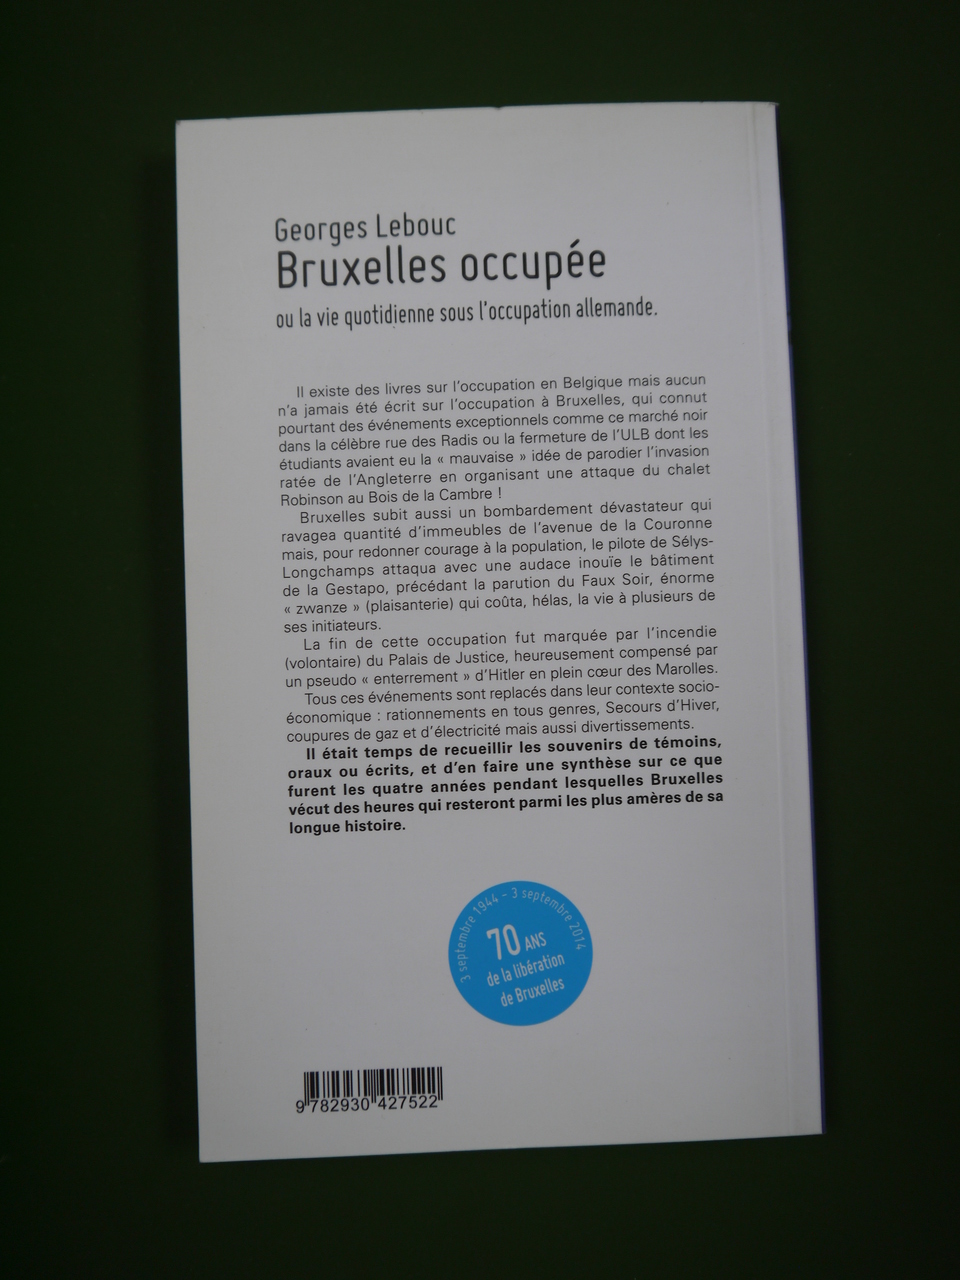 Georges Lebouc
Bruxelles occupée
ou la vie quotidienne sous l'occupation allemande.
Il existe des livres sur l'occupation en Belgique mais aucun
n'a jamais été écrit sur l'occupation à Bruxelles, qui connut
pourtant des événements exceptionnels comme ce marché noir
dans la célèbre rue des Radis ou la fermeture de l'ULB dont les
étudiants avaient eu la « mauvaise » idée de parodier l'invasion
ratée de l'Angleterre en organisant une attaque du chalet
Robinson au Bois de la Cambre !
Bruxelles subit aussi un bombardement dévastateur qui
ravagea quantité d'immeubles de l'avenue de la Couronne
mais, pour redonner courage à la population, le pilote de Sélys-
Longchamps attaqua avec une audace inouïe le bâtiment
de la Gestapo, précédant la parution du Faux Soir, énorme
« zwanze » (plaisanterie) qui coûta, hélas, la vie à plusieurs de
ses initiateurs.
La fin de cette occupation fut marquée par l'incendie
(volontaire) du Palais de Justice, heureusement compensé par
un pseudo « enterrement » d'Hitler en plein cœur des Marolles.
Tous ces événements sont replacés dans leur contexte socio-
économique : rationnements en tous genres, Secours d'Hiver,
coupures de gaz et d'électricité mais aussi divertissements.
Il était temps de recueillir les souvenirs de témoins,
oraux ou écrits, et d'en faire une synthèse sur ce que
furent les quatre années pendant lesquelles Bruxelles
vécut des heures qui resteront parmi les plus amères de sa
longue histoire.
3 septembre 1944 - 3 septembre 2014
70 ANS
de la libération
de Bruxelles
9 782930 427522